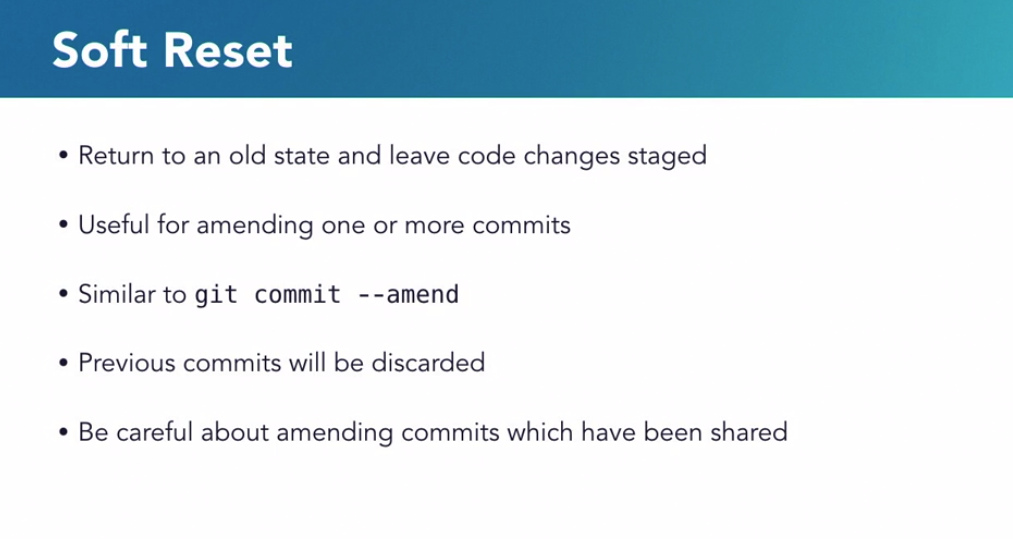 Soft Reset
• Return to an old state and leave code changes staged
• Useful for amending one or more commits
• Similar to git commit --amend
• Previous commits will be discarded
• Be careful about amending commits which have been shared